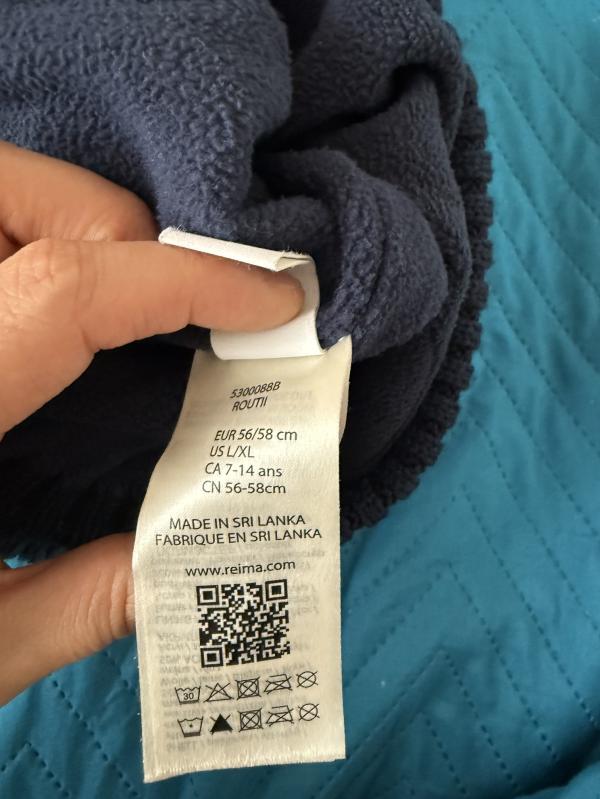 5300088B
ROUTII
EUR 56/58 cm
US L/XL
CA 7-14 ans
CN 56-58cm
MADE IN SRI LANKA
FABRIQUE EN SRI LANKA
www.reima.com
30